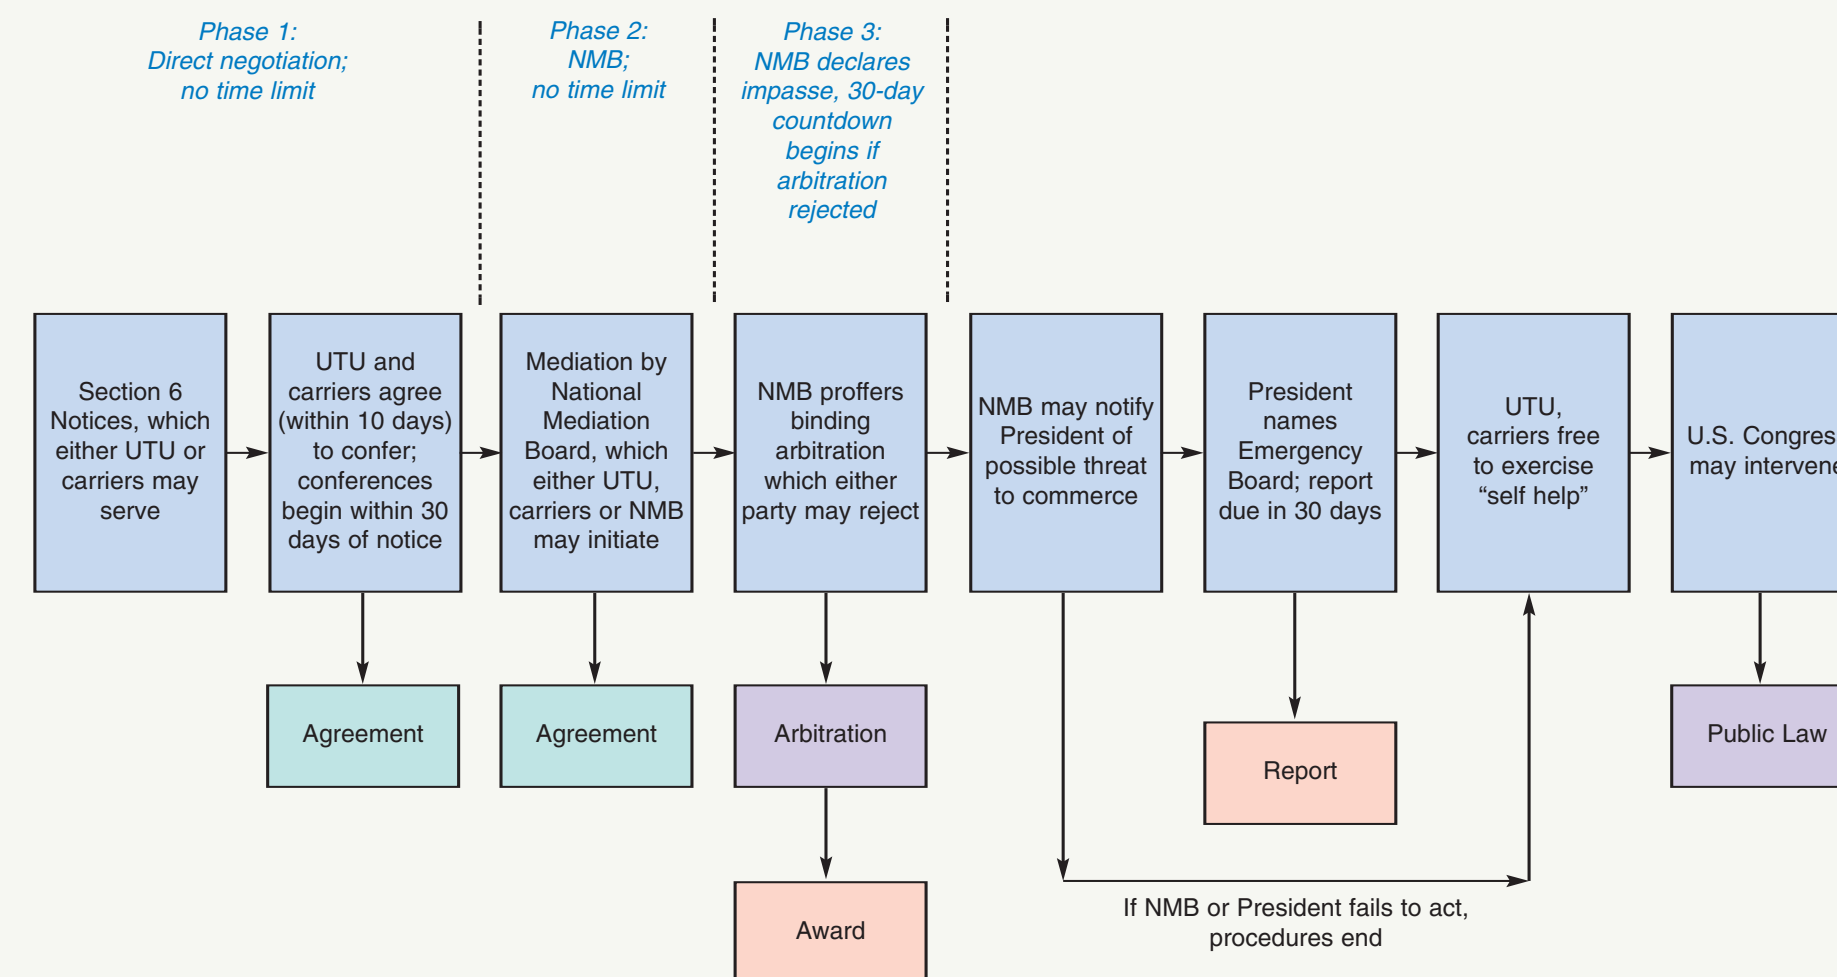 Phase 1:
Direct negotiation;
no time limit
Phase 2:
NMB;
no time limit
Phase 3:
NMB declares
impasse, 30-day
countdown
begins if
arbitration
rejected
Section 6
Notices, which
either UTU or
carriers may
serve
UTU and
carriers agree
(within 10 days)
to confer;
conferences
begin within 30
days of notice
Mediation by
National
Mediation
Board, which
either UTU,
carriers or NMB
may initiate
NMB proffers
binding
arbitration
which either
party may reject
NMB may notify
President of
possible threat
to commerce
President
names
Emergency
Board; report
due in 30 days
UTU,
carriers free
to exercise
“self help”
U.S. Congres
may intervene
Agreement
Agreement
Arbitration
Report
Public Law
Award
If NMB or President fails to act,
procedures end